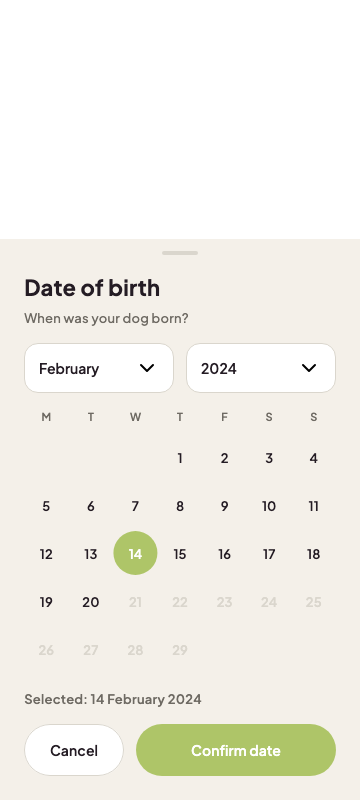 Date of birth
When was your dog born?
February 2024
M T W T F S S
1 2 3 4
5 6 7 8 9 10 11
12 13 14 15 16 17 18
19 20 21 22 23 24 25
26 27 28 29
Selected: 14 February 2024
Cancel Confirm date